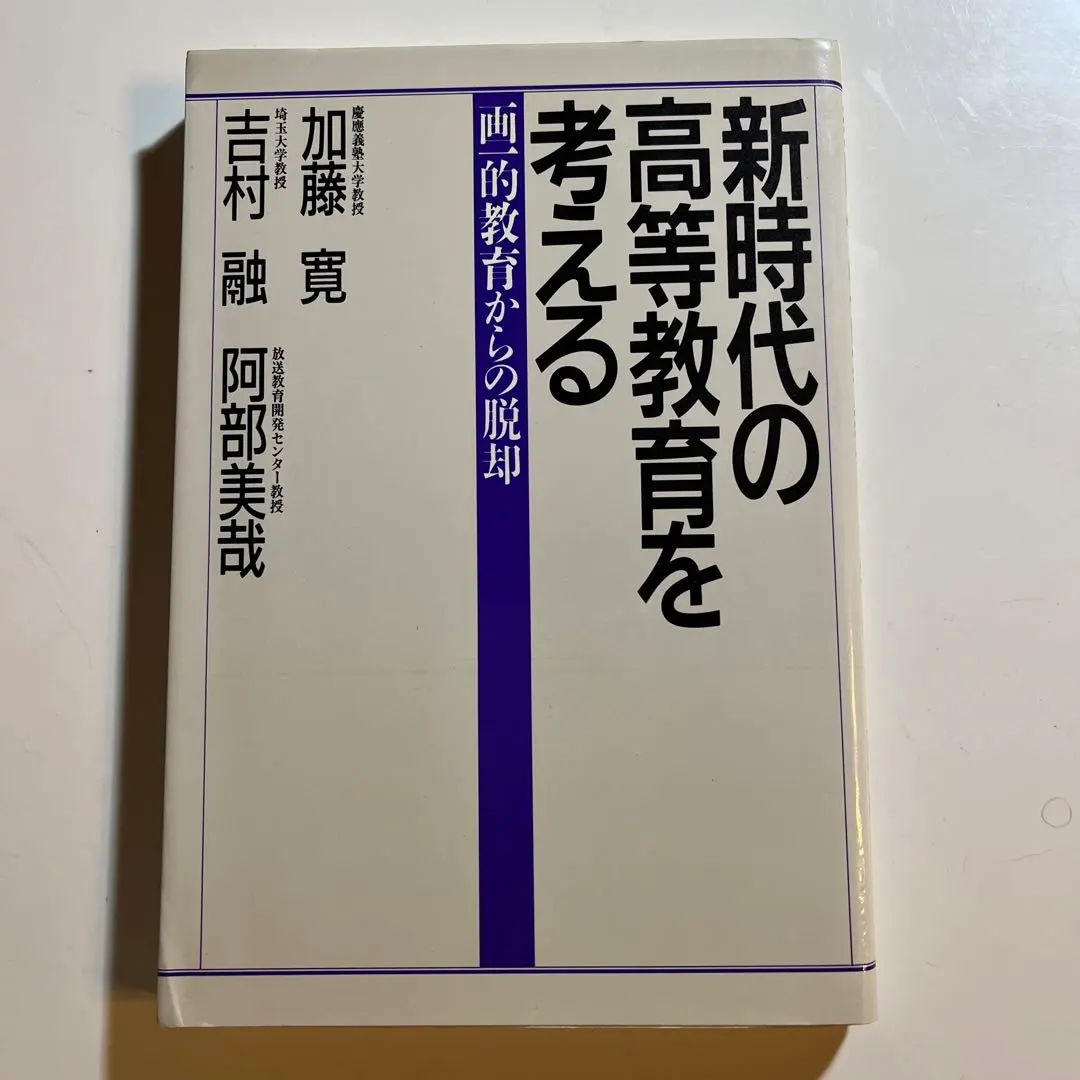 新時代の
高等教育を
考える
画一的教育からの脱却
慶應義塾大学教授
加藤 寛
埼玉大学教授
吉村 融
放送教育開発センター教授
阿部美哉